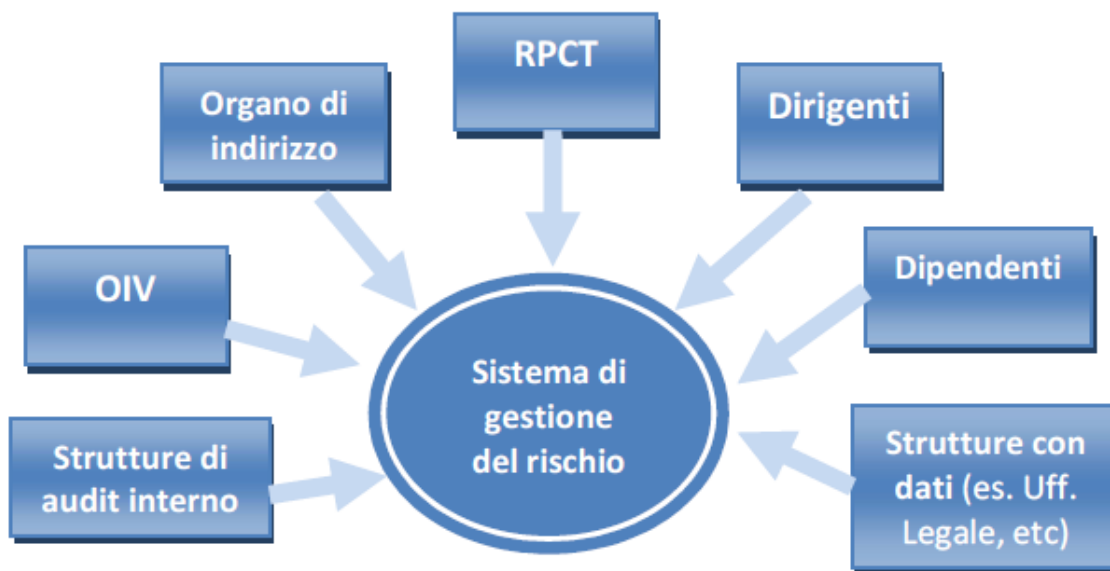 RPCT
Organo di
indirizzo
Dirigenti
OIV
Dipendenti
Sistema di
gestione
del rischio
Strutture di
audit interno
Strutture con
dati (es. Uff.
Legale, etc)